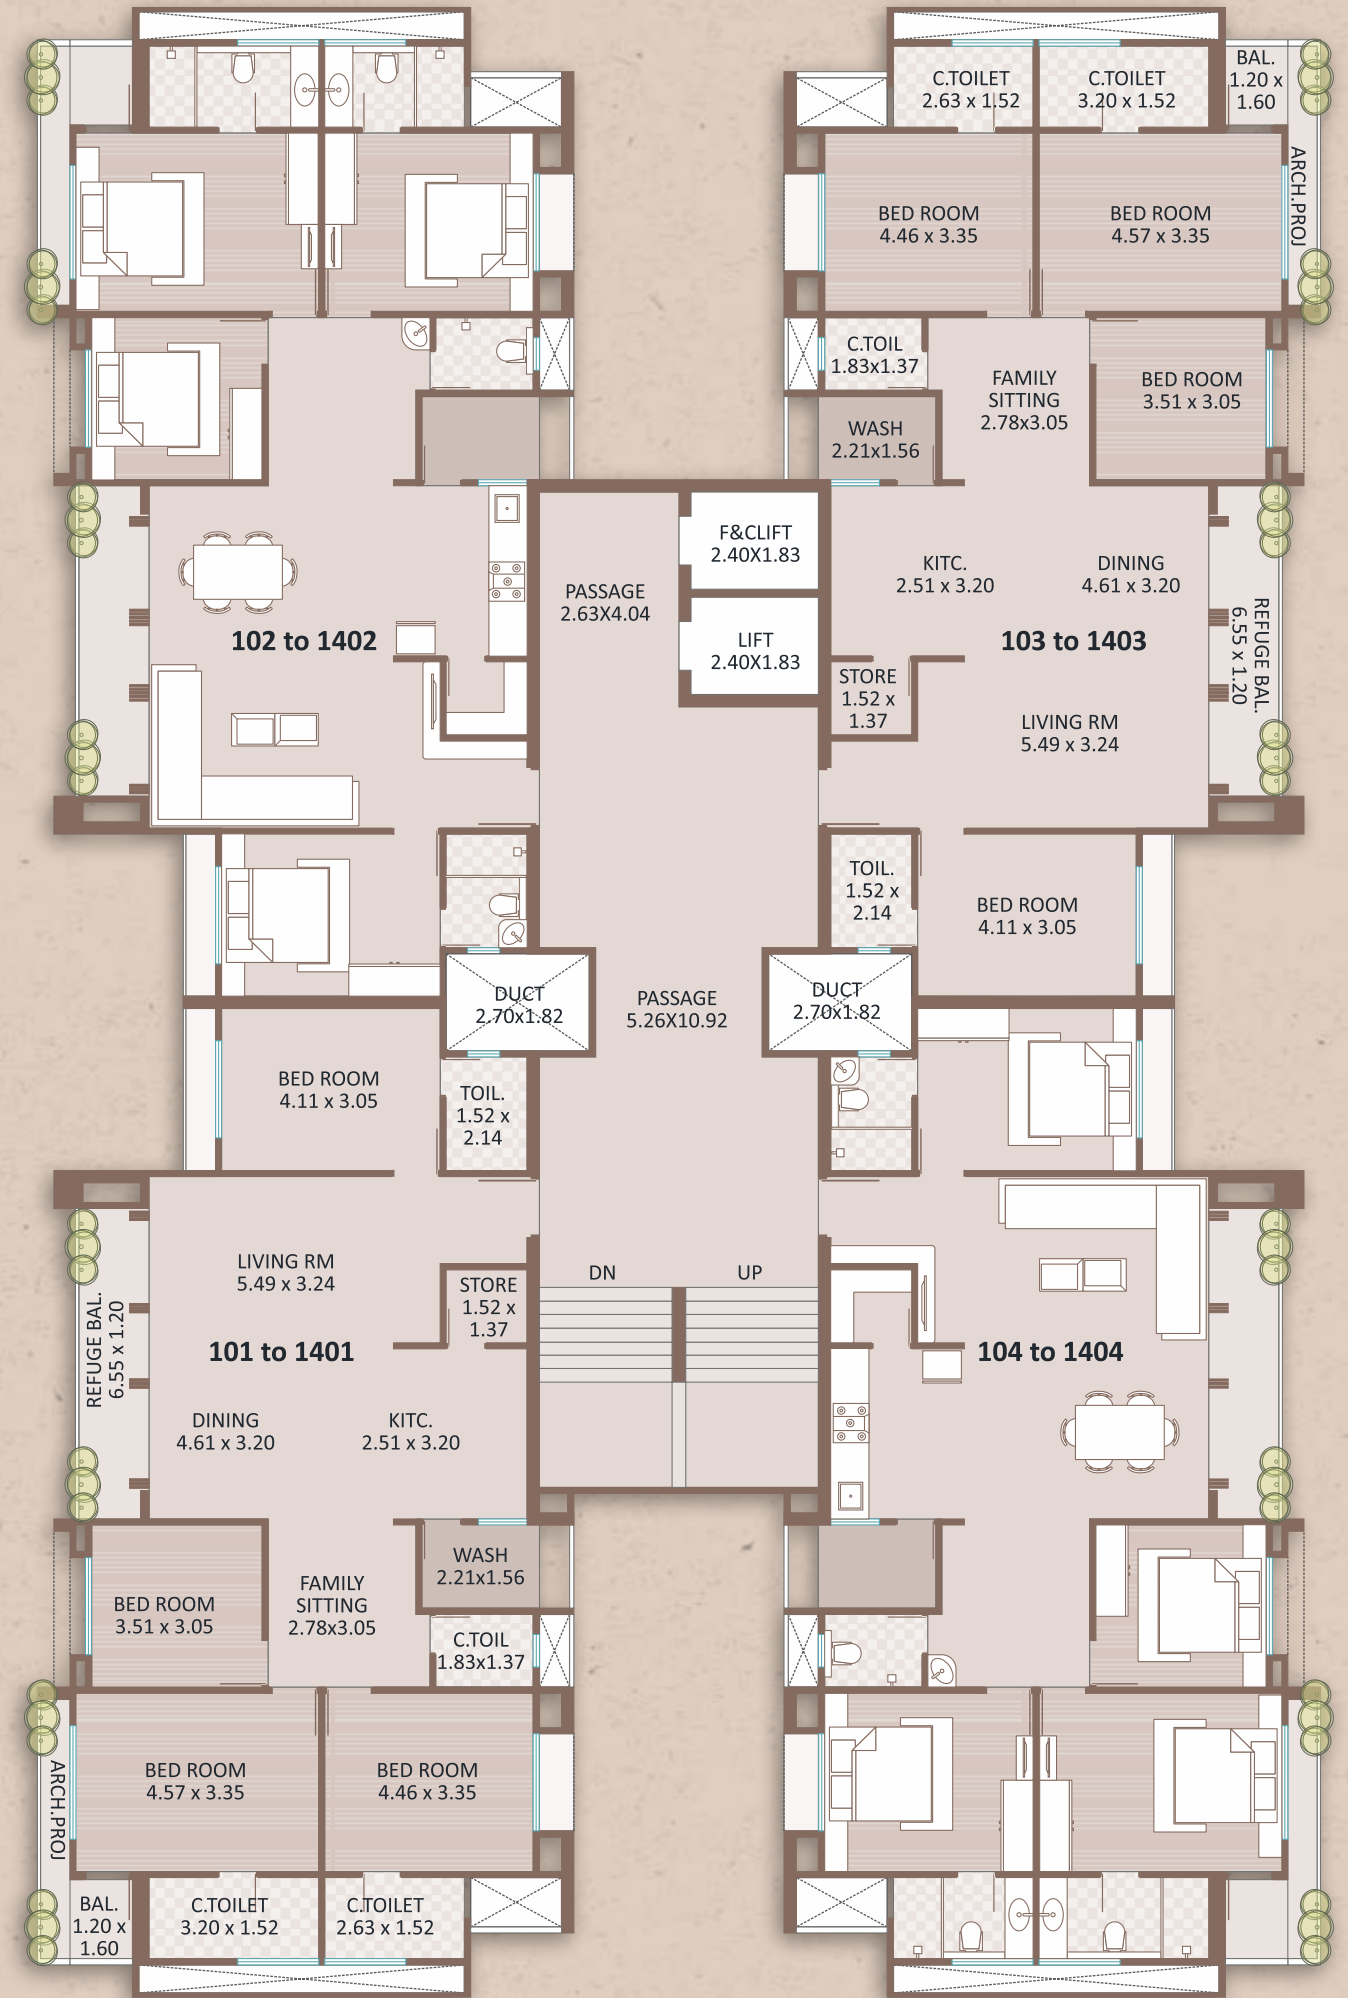 C.TOILET
2.63 x 1.52
C.TOILET
3.20 x 1.52
BAL.
1.20 x
1.60
ARCH.PROJ
BED ROOM
4.46 x 3.35
BED ROOM
4.57 x 3.35
C.TOIL
1.83x1.37
FAMILY
SITTING
2.78x3.05
BED ROOM
3.51 x 3.05
WASH
2.21x1.56
F&CLIFT
2.40X1.83
PASSAGE
2.63X4.04
LIFT
2.40X1.83
KITC.
2.51 x 3.20
DINING
4.61 x 3.20
102 to 1402
103 to 1403
REFUGE BAL.
6.55 x 1.20
STORE
1.52 x
1.37
LIVING RM
5.49 x 3.24
TOIL.
1.52 x
2.14
BED ROOM
4.11 x 3.05
DUCT
2.70x1.82
PASSAGE
5.26X10.92
DUCT
2.70x1.82
BED ROOM
4.11 x 3.05
TOIL.
1.52 x
2.14
LIVING RM
5.49 x 3.24
STORE
1.52 x
1.37
DN
UP
REFUGE BAL.
6.55 x 1.20
101 to 1401
104 to 1404
DINING
4.61 x 3.20
KITC.
2.51 x 3.20
WASH
2.21x1.56
BED ROOM
3.51 x 3.05
FAMILY
SITTING
2.78x3.05
C.TOIL
1.83x1.37
BED ROOM
4.57 x 3.35
BED ROOM
4.46 x 3.35
ARCH.PROJ
BAL.
1.20 x
1.60
C.TOILET
3.20 x 1.52
C.TOILET
2.63 x 1.52